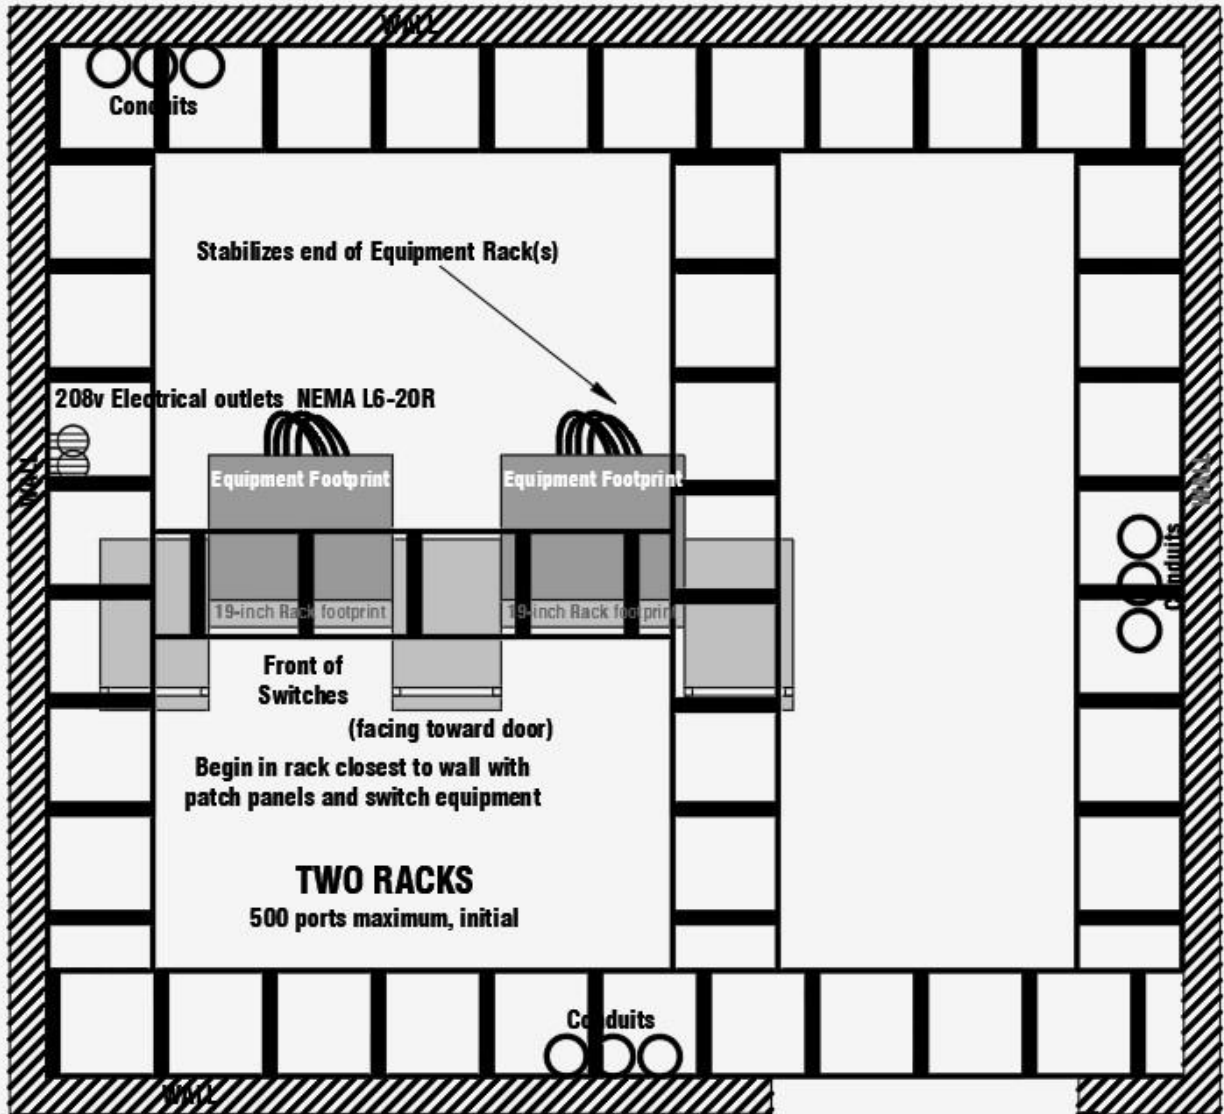 WALL
Conduits
Stabilizes end of Equipment Rack(s)
208v Electrical outlets NEMA L6-20R
WALL
WALL
Equipment Footprint
Equipment Footprint
Conduits
19-inch Rack footprint
19-inch Rack footprint
Front of
Switches
(facing toward door)
Begin in rack closest to wall with
patch panels and switch equipment
TWO RACKS
500 ports maximum, initial
Conduits
WALL